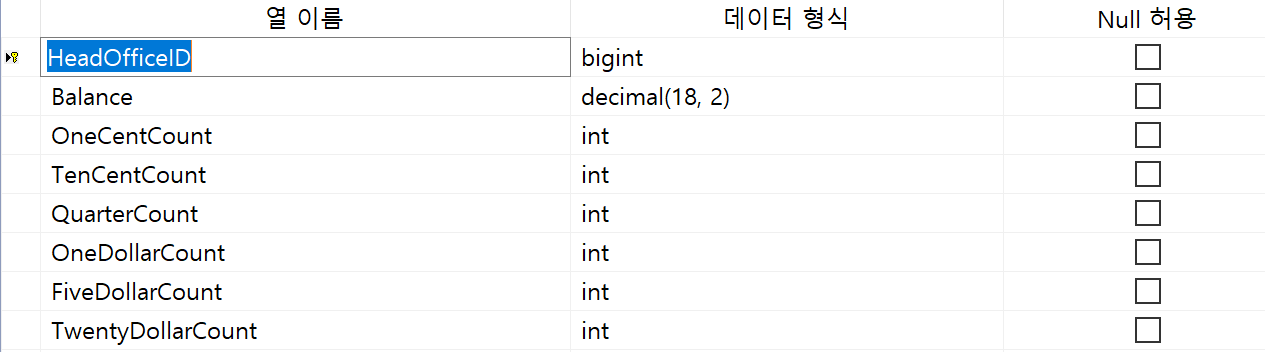 열 이름 데이터 형식 Null 허용
HeadOfficeID bigint
Balance decimal(18, 2)
OneCentCount int
TenCentCount int
QuarterCount int
OneDollarCount int
FiveDollarCount int
TwentyDollarCount int